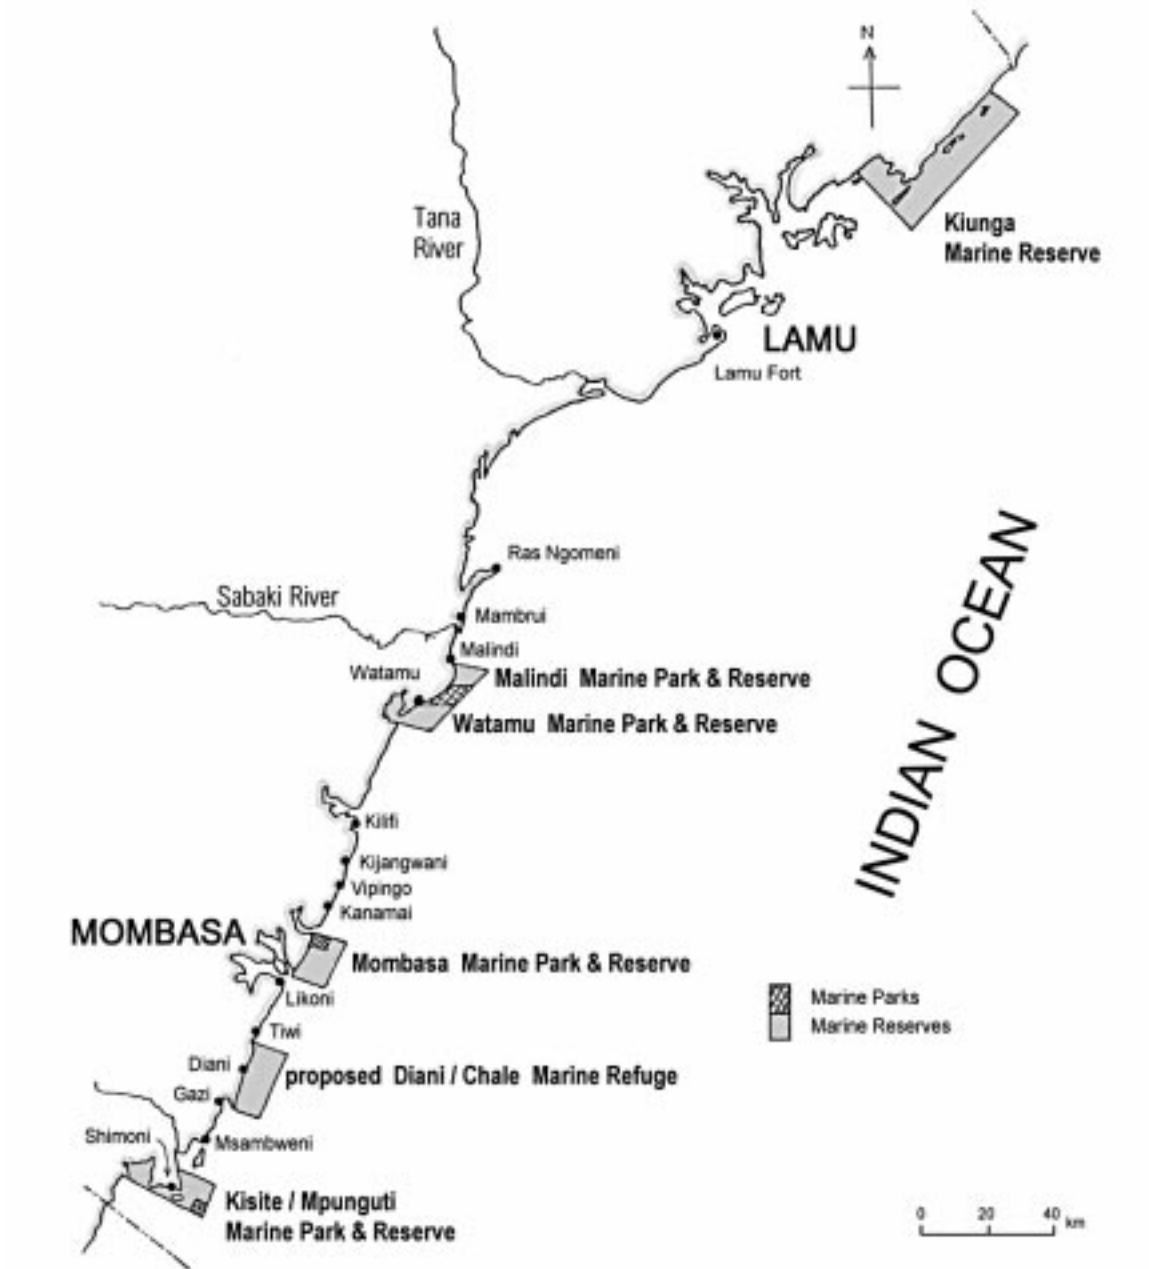 N
Tana
River
Kiunga
Marine Reserve
LAMU
Lamu Fort
Ras Ngomeni
Sabaki River
Mambrui
Malindi
Watamu
Malindi Marine Park & Reserve
Watamu Marine Park & Reserve
INDIAN OCEAN
Kilifi
Kijangwani
Vipingo
Kanamai
MOMBASA
Mombasa Marine Park & Reserve
Likoni
Marine Parks
Marine Reserves
Tiwi
Diani
proposed Diani / Chale Marine Refuge
Gazi
Shimoni
Msambweni
Kisite / Mpunguti
Marine Park & Reserve
0 20 40 km